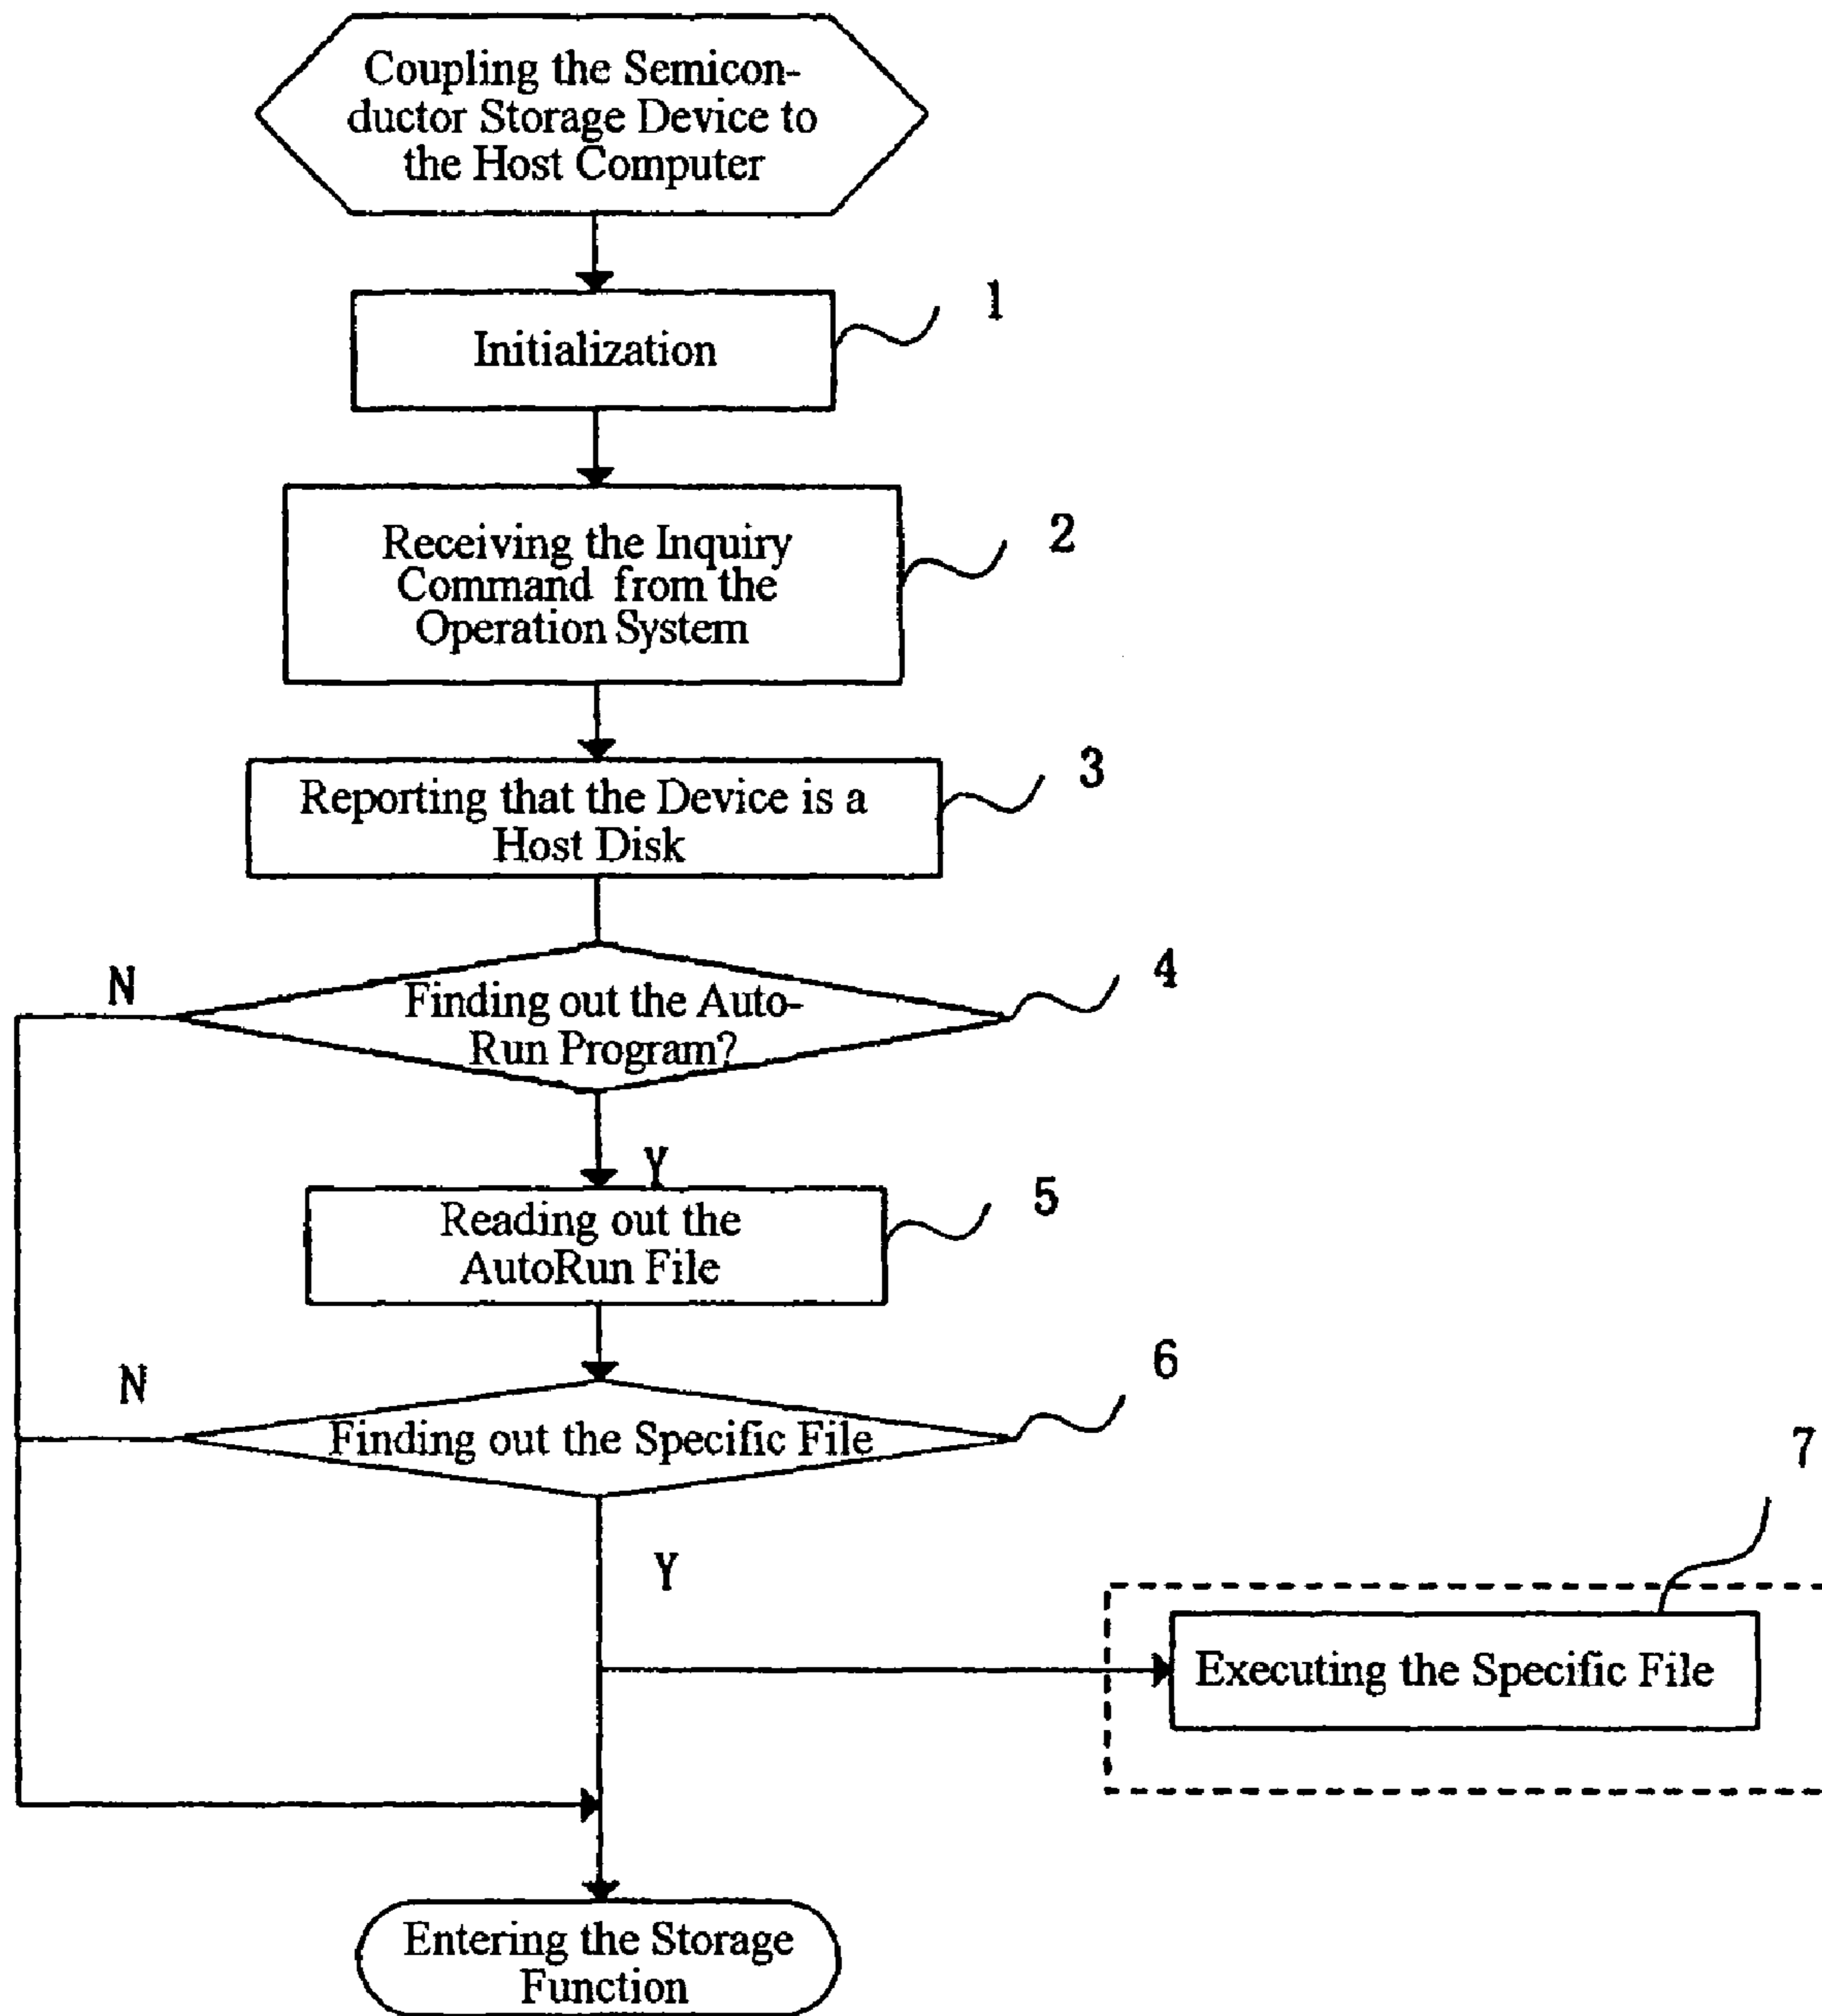 Coupling the Semicon-
ductor Storage Device to
the Host Computer
1
Initialization
2
Receiving the Inquiry
Command from the
Operation System
3
Reporting that the Device is a
Host Disk
4
N
Finding out the Auto-
Run Program?
Y
5
Reading out the
AutoRun File
6
N
Finding out the Specific File
7
Y
Executing the Specific File
Entering the Storage
Function